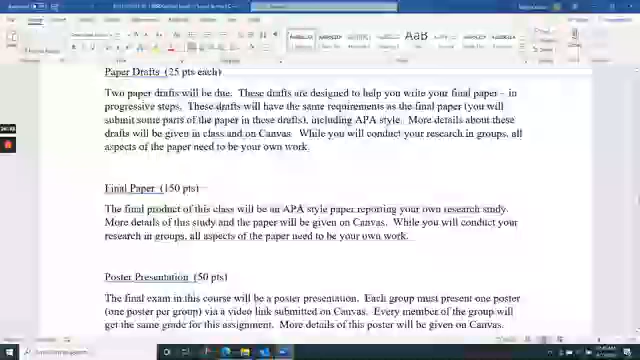 Paper Drafts (25 pts each)
Two paper drafts will be due. These drafts are designed to help you write your final paper – in
progressive steps. These drafts will have the same requirements as the final paper (you will
submit some parts of the paper in these drafts), including APA style. More details about these
drafts will be given in class and on Canvas. While you will conduct your research in groups, all
aspects of the paper need to be your own work.
Final Paper (150 pts)
The final product of this class will be an APA style paper reporting your own research study.
More details of this study and the paper will be given on Canvas. While you will conduct your
research in groups, all aspects of the paper need to be your own work.
Poster Presentation (50 pts)
The final exam in this course will be a poster presentation. Each group must present one poster
(one poster per group) via a video link submitted on Canvas. Every member of the group will
get the same grade for this assignment. More details of this poster will be given on Canvas.